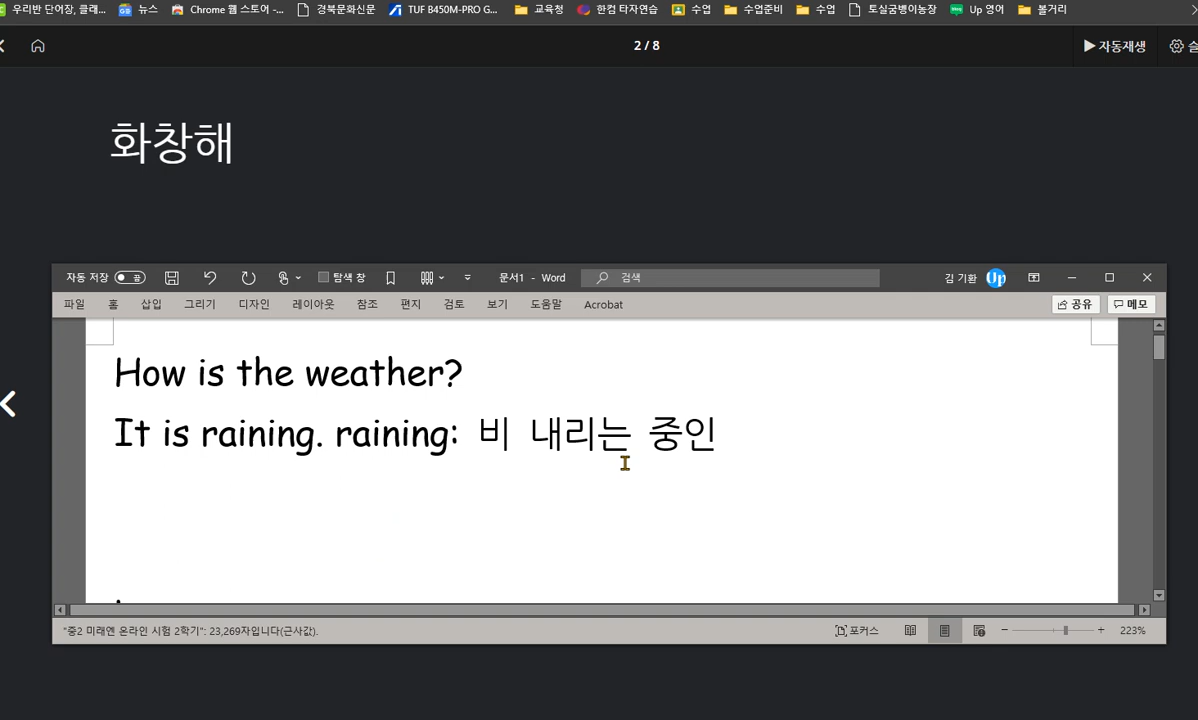 우리반 단어장, 클래... 뉴스 Chrome 웹 스토어 -... 경북문화신문 TUF B450M-PRO G... 교육청 한컴 타자연습 수업 수업준비 수업 토실굼벵이농장 Up 영어 볼거리
2 / 8 자동재생 슬
화창해
자동 저장 끔 탐색 창 문서1 - Word 검색 김 기환 Up
파일 홈 삽입 그리기 디자인 레이아웃 참조 편지 검토 보기 도움말 Acrobat 공유 메모
How is the weather?
It is raining. raining: 비 내리는 중인
"중2 미래엔 온라인 시험 2학기": 23,269자입니다(근사값). 포커스 223%